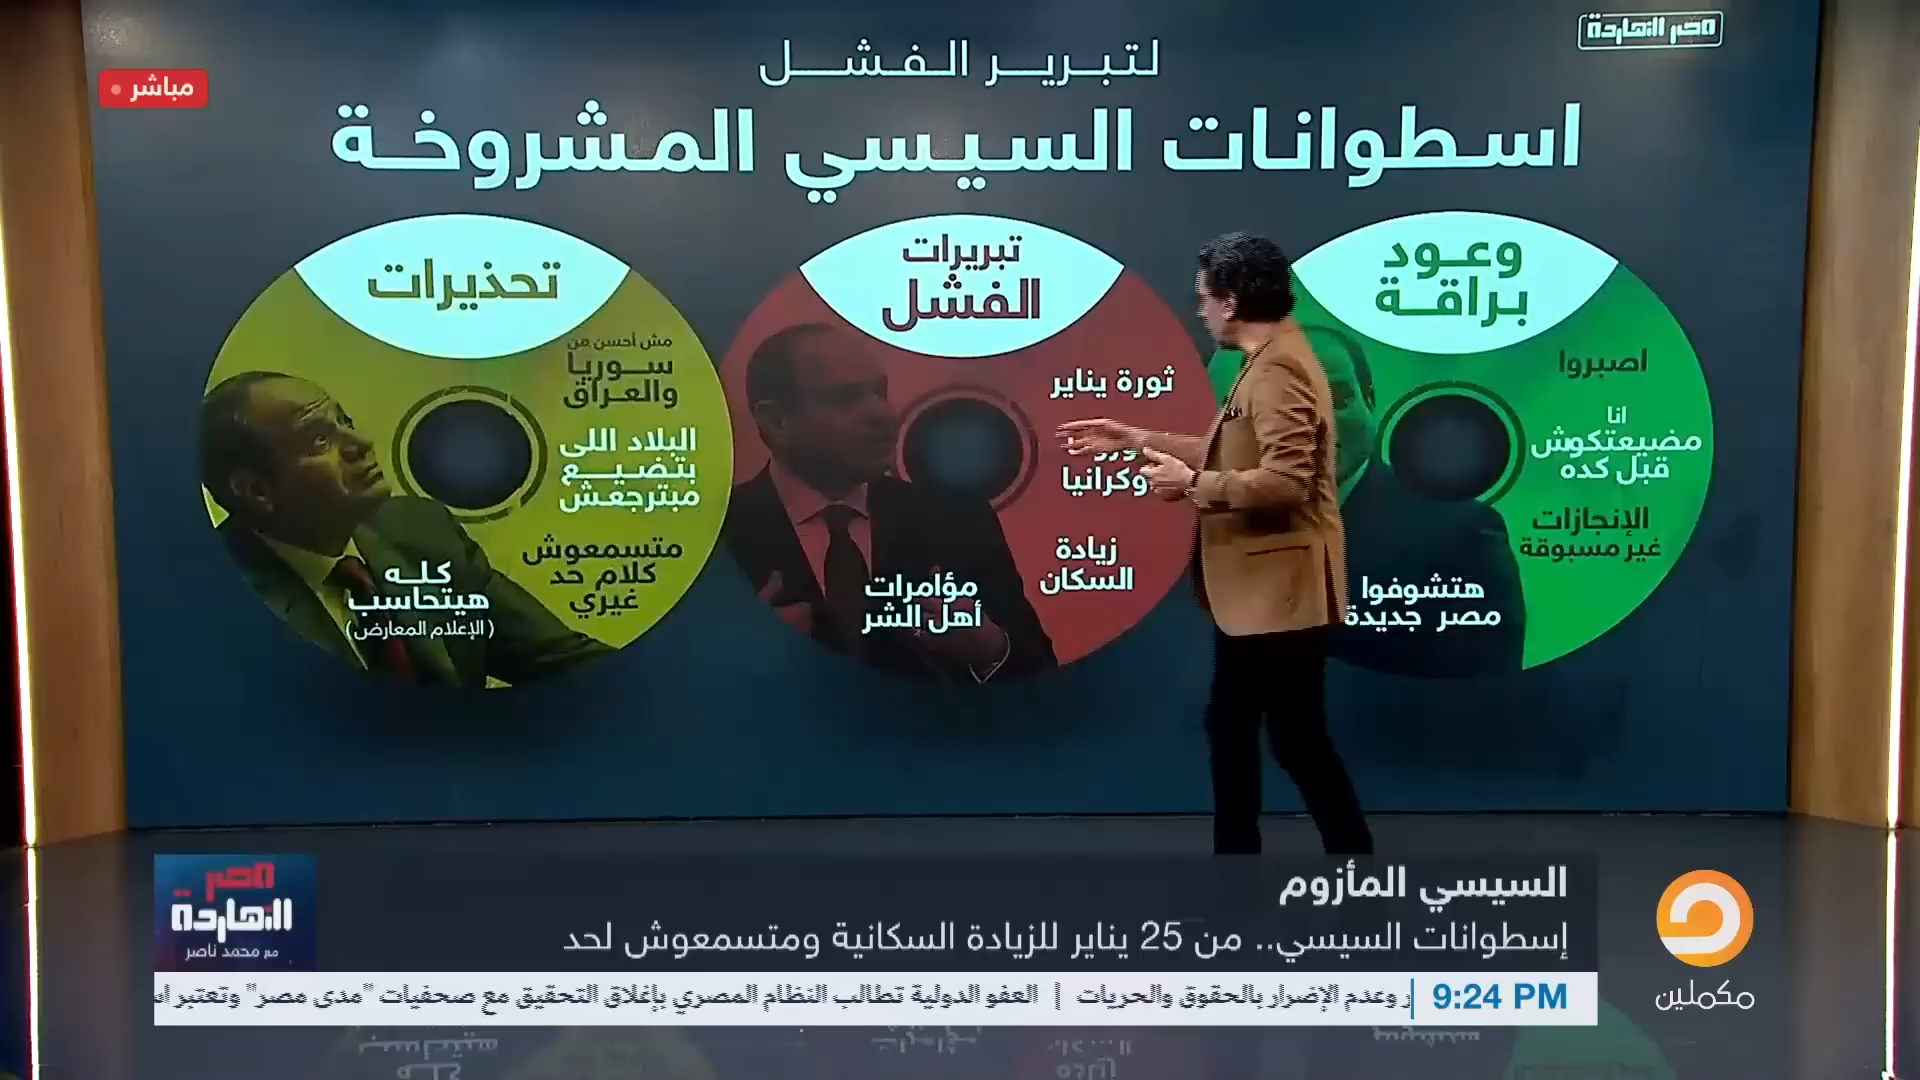 مصر النهاردة
مباشر
لتبرير الفشل
اسطوانات السيسي المشروخة
وعود
براقة
اصبروا
انا
مضيعتكوش
قبل كده
الإنجازات
غير مسبوقة
هتشوفوا
مصر جديدة
تبريرات
الفشل
ثورة يناير
وكرانيا
زيادة
السكان
مؤامرات
أهل الشر
تحذيرات
مش أحسن من
سوريا
والعراق
البلاد اللى
بتضيع
مبترجعش
متسمعوش
كلام حد
غيري
كله
هيتحاسب
(الإعلام المعارض)
السيسي المأزوم
إسطوانات السيسي.. من 25 يناير للزيادة السكانية ومتسمعوش لحد
مصر
النهاردة
مع محمد ناصر
9:24 PM
وعدم الإضرار بالحقوق والحريات | العفو الدولية تطالب النظام المصري بإغلاق التحقيق مع صحفيات "مدى مصر" وتعتبر
مكملين